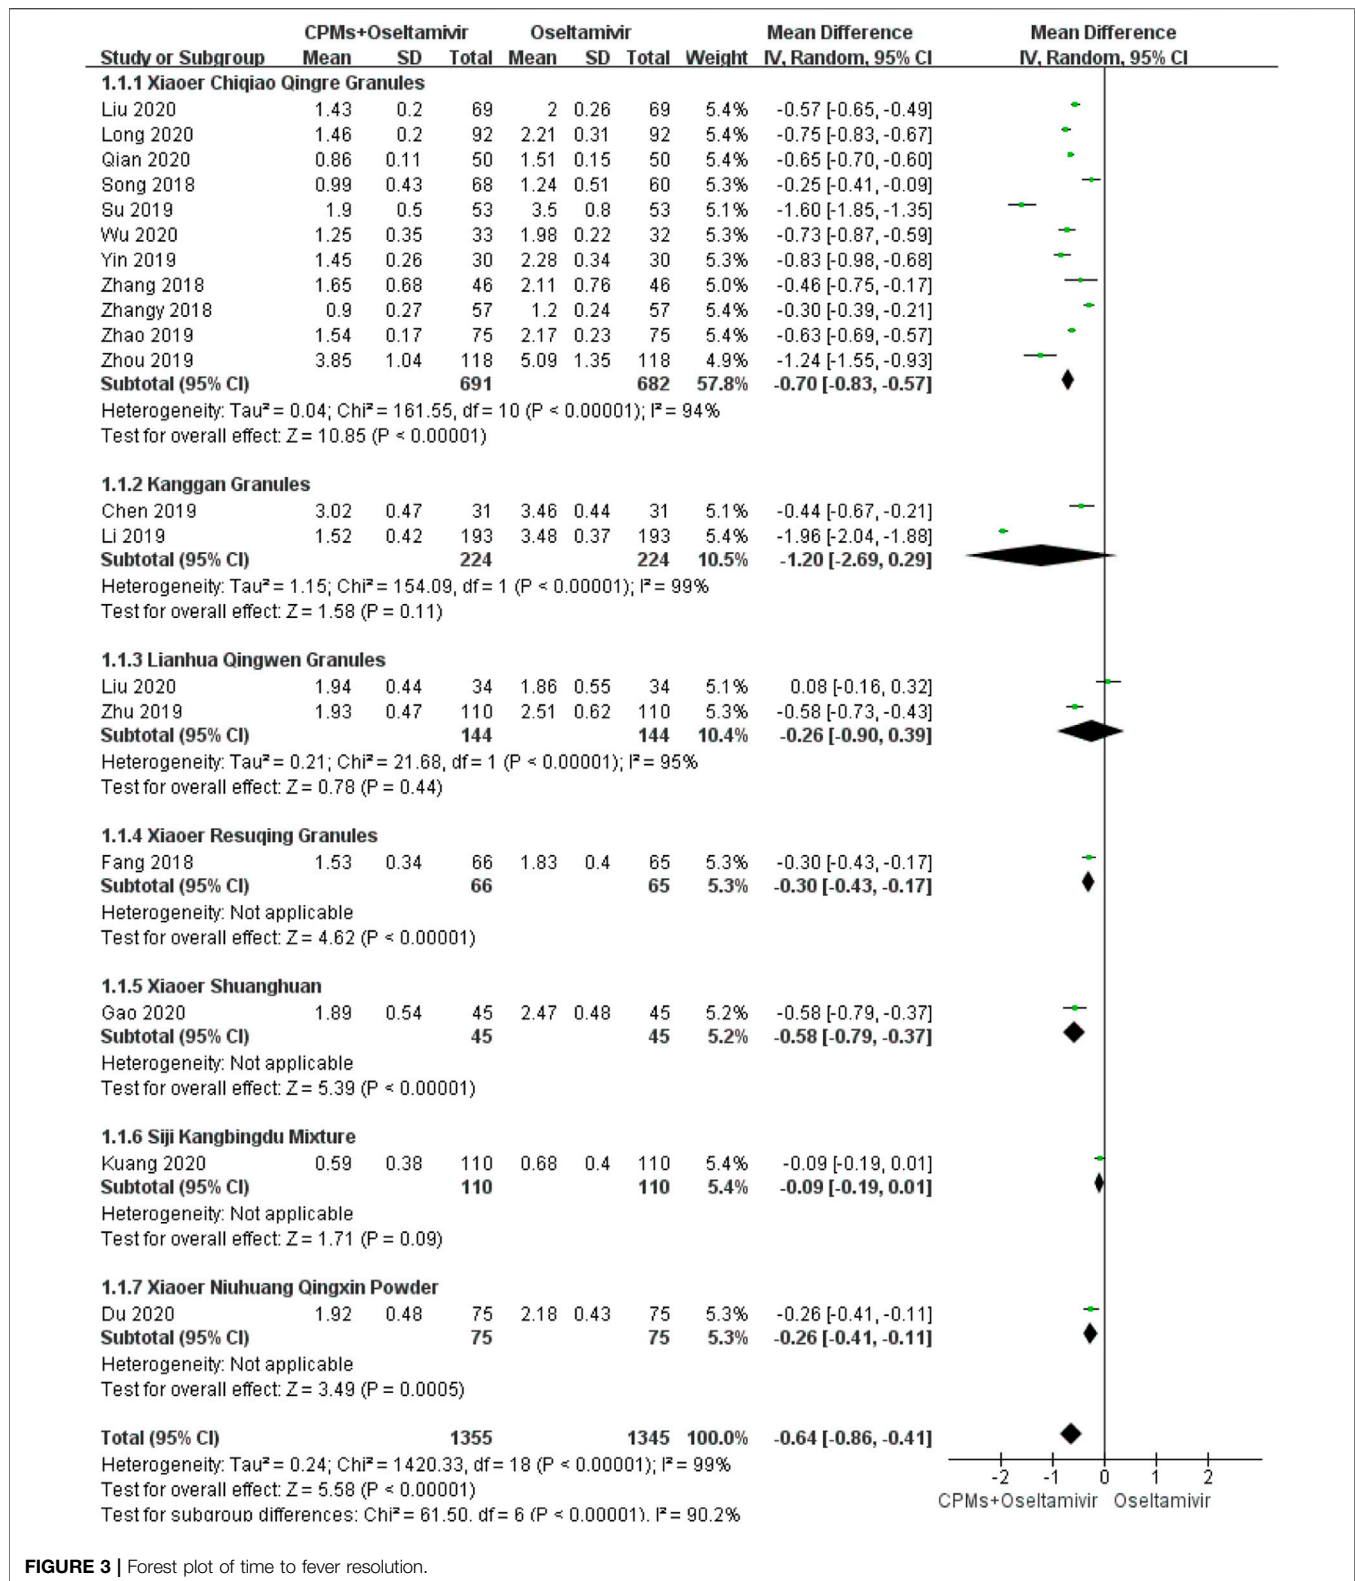 CPMs+Oseltamivir Oseltamivir Mean Difference Mean Difference
Study or Subgroup Mean SD Total Mean SD Total Weight IV, Random, 95% CI IV, Random, 95% CI
1.1.1 Xiaoer Chiqiao Qingre Granules
Liu 2020 1.43 0.2 69 2 0.26 69 5.4% -0.57 [-0.65, -0.49]
Long 2020 1.46 0.2 92 2.21 0.31 92 5.4% -0.75 [-0.83, -0.67]
Qian 2020 0.86 0.11 50 1.51 0.15 50 5.4% -0.65 [-0.70, -0.60]
Song 2018 0.99 0.43 68 1.24 0.51 60 5.3% -0.25 [-0.41, -0.09]
Su 2019 1.9 0.5 53 3.5 0.8 53 5.1% -1.60 [-1.85, -1.35]
Wu 2020 1.25 0.35 33 1.98 0.22 32 5.3% -0.73 [-0.87, -0.59]
Yin 2019 1.45 0.26 30 2.28 0.34 30 5.3% -0.83 [-0.98, -0.68]
Zhang 2018 1.65 0.68 46 2.11 0.76 46 5.0% -0.46 [-0.75, -0.17]
Zhangy 2018 0.9 0.27 57 1.2 0.24 57 5.4% -0.30 [-0.39, -0.21]
Zhao 2019 1.54 0.17 75 2.17 0.23 75 5.4% -0.63 [-0.69, -0.57]
Zhou 2019 3.85 1.04 118 5.09 1.35 118 4.9% -1.24 [-1.55, -0.93]
Subtotal (95% CI) 691 682 57.8% -0.70 [-0.83, -0.57]
Heterogeneity: Tau² = 0.04; Chi² = 161.55, df = 10 (P < 0.00001); I² = 94%
Test for overall effect: Z = 10.85 (P < 0.00001)
1.1.2 Kanggan Granules
Chen 2019 3.02 0.47 31 3.46 0.44 31 5.1% -0.44 [-0.67, -0.21]
Li 2019 1.52 0.42 193 3.48 0.37 193 5.4% -1.96 [-2.04, -1.88]
Subtotal (95% CI) 224 224 10.5% -1.20 [-2.69, 0.29]
Heterogeneity: Tau² = 1.15; Chi² = 154.09, df = 1 (P < 0.00001); I² = 99%
Test for overall effect: Z = 1.58 (P = 0.11)
1.1.3 Lianhua Qingwen Granules
Liu 2020 1.94 0.44 34 1.86 0.55 34 5.1% 0.08 [-0.16, 0.32]
Zhu 2019 1.93 0.47 110 2.51 0.62 110 5.3% -0.58 [-0.73, -0.43]
Subtotal (95% CI) 144 144 10.4% -0.26 [-0.90, 0.39]
Heterogeneity: Tau² = 0.21; Chi² = 21.68, df = 1 (P < 0.00001); I² = 95%
Test for overall effect: Z = 0.78 (P = 0.44)
1.1.4 Xiaoer Resuqing Granules
Fang 2018 1.53 0.34 66 1.83 0.4 65 5.3% -0.30 [-0.43, -0.17]
Subtotal (95% CI) 66 65 5.3% -0.30 [-0.43, -0.17]
Heterogeneity: Not applicable
Test for overall effect: Z = 4.62 (P < 0.00001)
1.1.5 Xiaoer Shuanghuan
Gao 2020 1.89 0.54 45 2.47 0.48 45 5.2% -0.58 [-0.79, -0.37]
Subtotal (95% CI) 45 45 5.2% -0.58 [-0.79, -0.37]
Heterogeneity: Not applicable
Test for overall effect: Z = 5.39 (P < 0.00001)
1.1.6 Siji Kangbingdu Mixture
Kuang 2020 0.59 0.38 110 0.68 0.4 110 5.4% -0.09 [-0.19, 0.01]
Subtotal (95% CI) 110 110 5.4% -0.09 [-0.19, 0.01]
Heterogeneity: Not applicable
Test for overall effect: Z = 1.71 (P = 0.09)
1.1.7 Xiaoer Niuhuang Qingxin Powder
Du 2020 1.92 0.48 75 2.18 0.43 75 5.3% -0.26 [-0.41, -0.11]
Subtotal (95% CI) 75 75 5.3% -0.26 [-0.41, -0.11]
Heterogeneity: Not applicable
Test for overall effect: Z = 3.49 (P = 0.0005)
Total (95% CI) 1355 1345 100.0% -0.64 [-0.86, -0.41]
Heterogeneity: Tau² = 0.24; Chi² = 1420.33, df = 18 (P < 0.00001); I² = 99%
Test for overall effect: Z = 5.58 (P < 0.00001)
Test for subgroup differences: Chi² = 61.50, df = 6 (P < 0.00001), I² = 90.2%
-2 -1 0 1 2
CPMs+Oseltamivir Oseltamivir
FIGURE 3 | Forest plot of time to fever resolution.